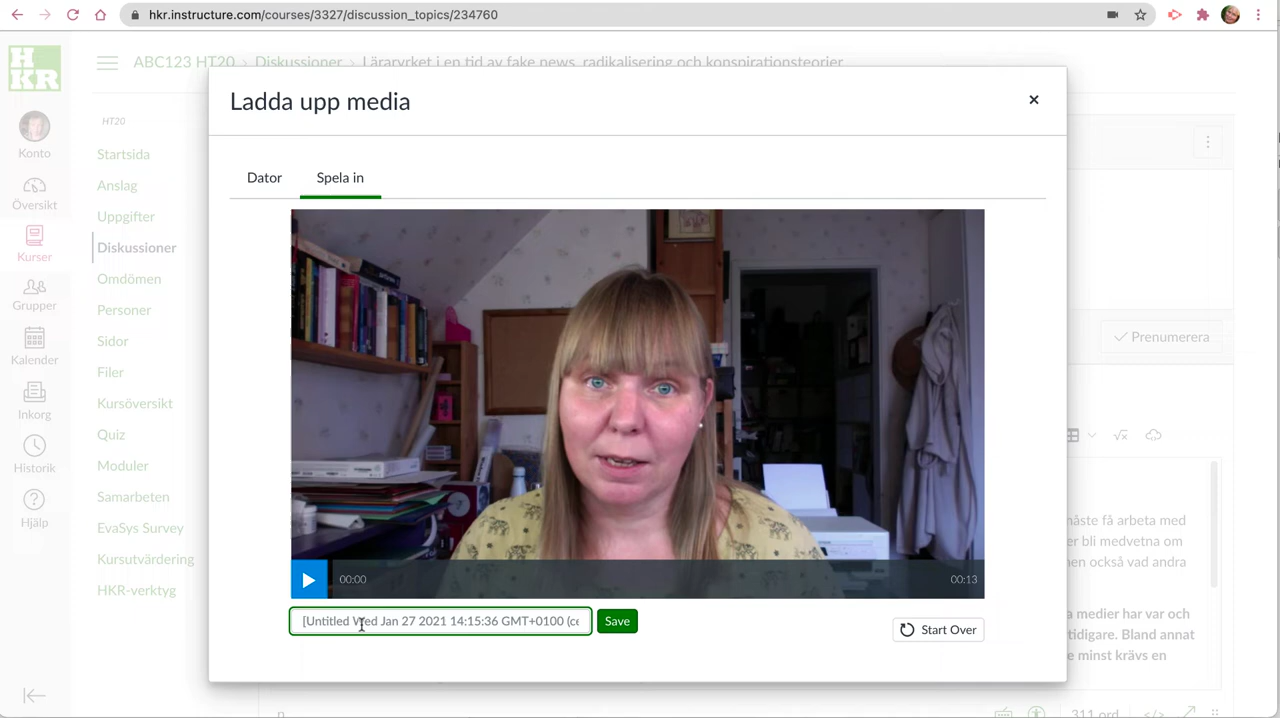 hkr.instructure.com/courses/3327/discussion_topics/234760
HKR
ABC123 HT20 > Diskussioner > Läraryrket i en tid av fake news, radikalisering och konspirationsteorier
Ladda upp media
HT20
Konto
Startsida
Dator
Spela in
Anslag
Översikt
Uppgifter
Kurser
Diskussioner
Omdömen
Grupper
Personer
Prenumerera
Sidor
Kalender
Filer
Kursöversikt
Inkorg
Quiz
Moduler
Historik
Samarbeten
Hjälp
EvaSys Survey
Kursutvärdering
HKR-verktyg
måste få arbeta med
er bli medvetna om
nen också vad andra
a medier har var och
tidigare. Bland annat
e minst krävs en
00:00
00:13
[Untitled Wed Jan 27 2021 14:15:36 GMT+0100 (ce
Save
Start Over
p
311 ord
</>